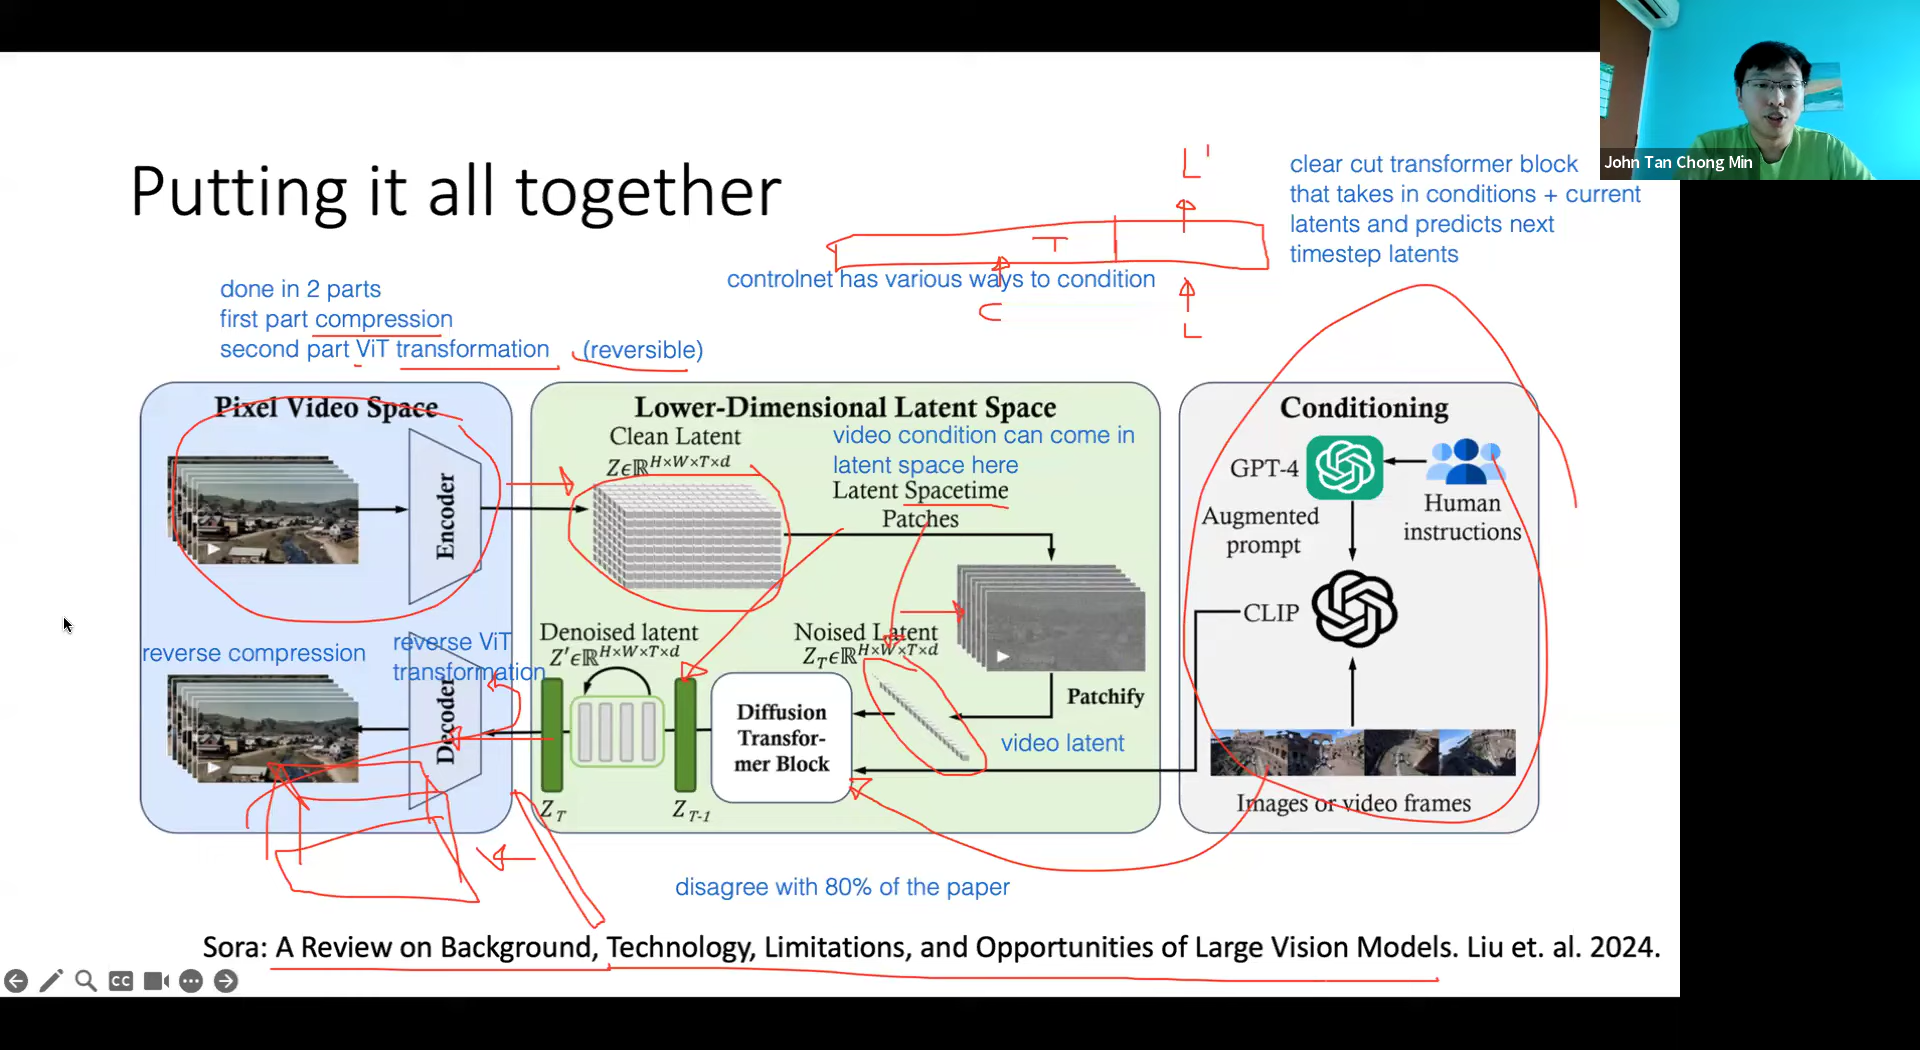 John Tan Chong Min
Putting it all together
L'
T
C
L
clear cut transformer block
that takes in conditions + current
latents and predicts next
timestep latents
controlnet has various ways to condition
done in 2 parts
first part compression
second part ViT transformation (reversible)
Pixel Video Space
Encoder
reverse compression
reverse ViT
transformation
Decoder
Lower-Dimensional Latent Space
Clean Latent
Z∈ℝ^{H×W×T×d}
video condition can come in
latent space here
Latent Spacetime
Patches
Denoised latent
Z'∈ℝ^{H×W×T×d}
Noised Latent
Z_T∈ℝ^{H×W×T×d}
Patchify
Diffusion
Transfor-
mer Block
video latent
Z_T
Z_{T-1}
Conditioning
GPT-4
Human
instructions
Augmented
prompt
CLIP
Images or video frames
disagree with 80% of the paper
Sora: A Review on Background, Technology, Limitations, and Opportunities of Large Vision Models. Liu et. al. 2024.
CC